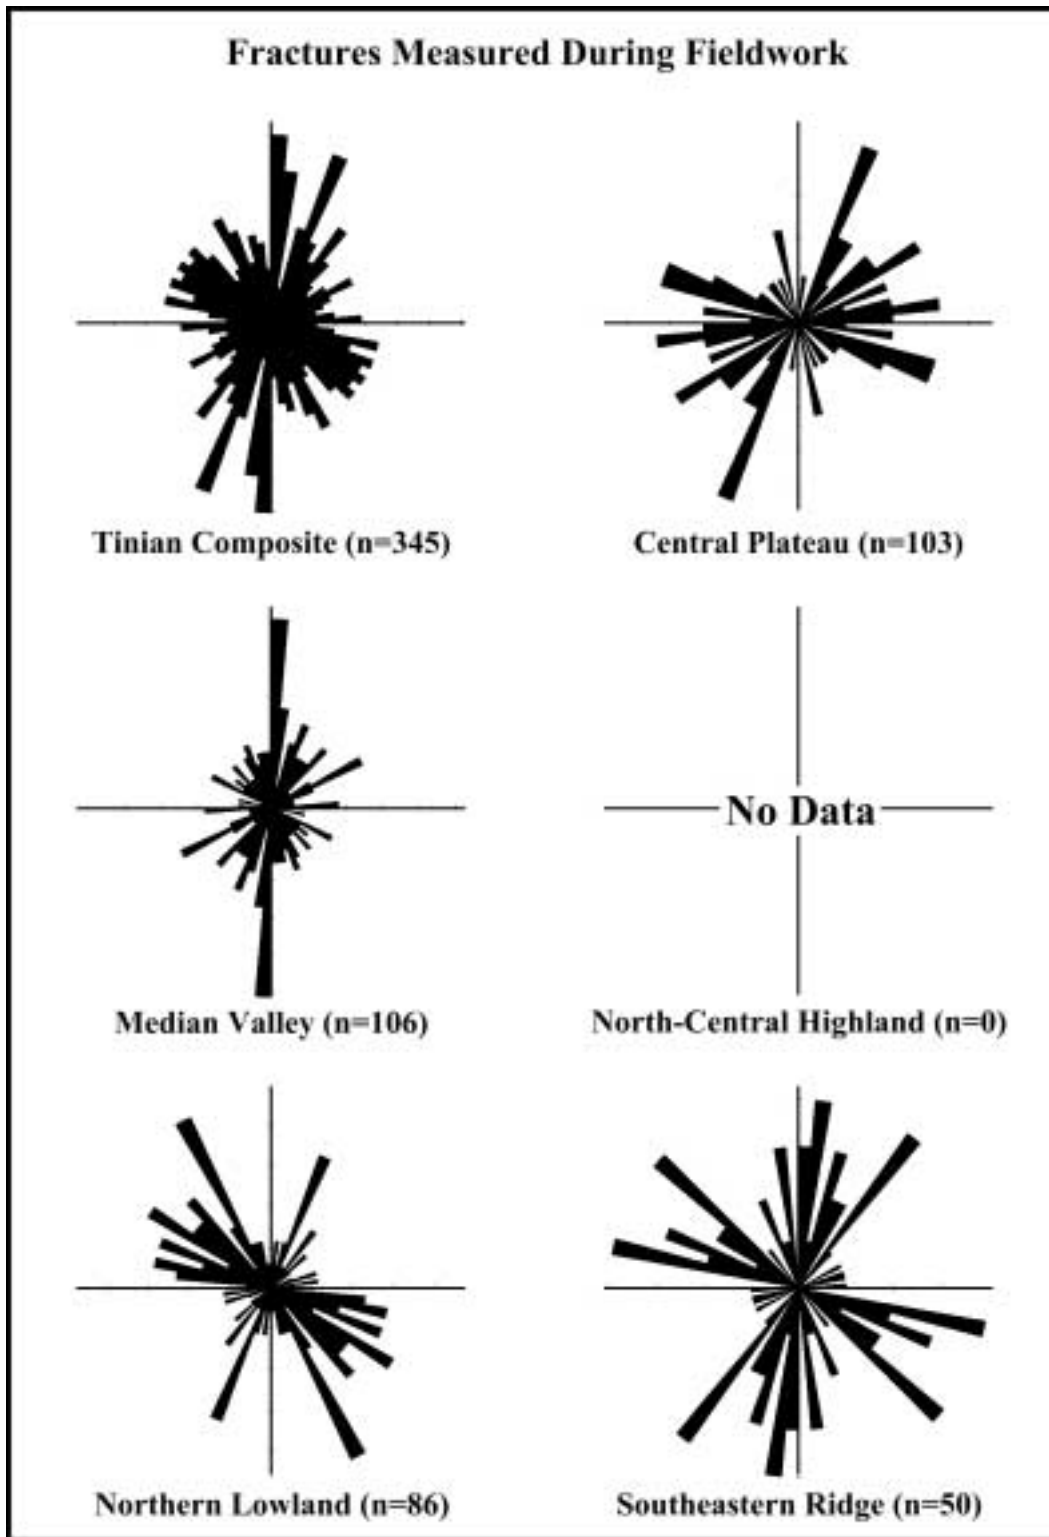 Fractures Measured During Fieldwork
Tinian Composite (n=345)
Central Plateau (n=103)
Median Valley (n=106)
No Data
North-Central Highland (n=0)
Northern Lowland (n=86)
Southeastern Ridge (n=50)